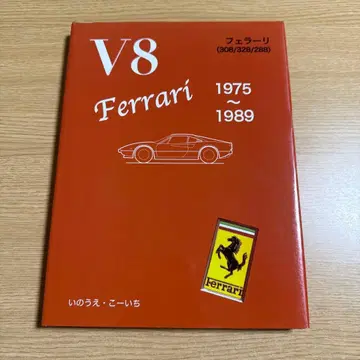 V8
フェラーリ
(308/328/288)
Ferrari
1975
～
1989
Ferrari
いのうえ・こーいち